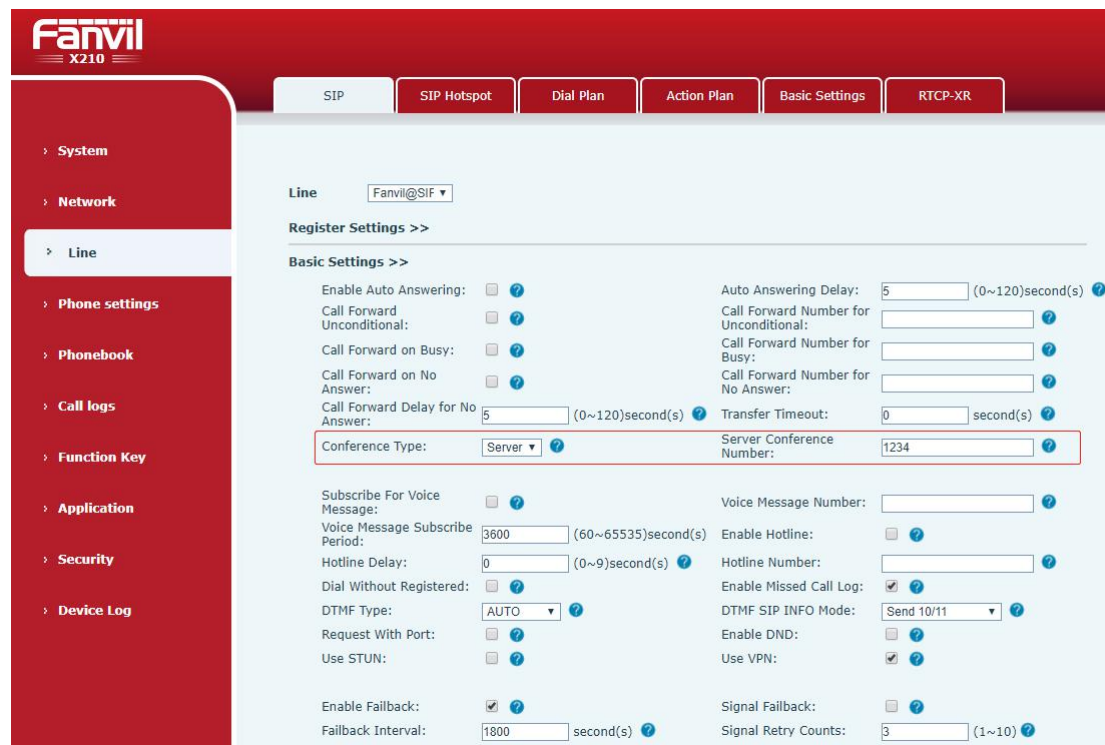 Fanvil
X210
SIP SIP Hotspot Dial Plan Action Plan Basic Settings RTCP-XR
› System
› Network
› Line
› Phone settings
› Phonebook
› Call logs
› Function Key
› Application
› Security
› Device Log
Line Fanvil@SIF
Register Settings >>
Basic Settings >>
Enable Auto Answering: Auto Answering Delay: 5 (0~120)second(s)
Call Forward
Unconditional:
Call Forward Number for
Unconditional:
Call Forward on Busy:
Call Forward Number for
Busy:
Call Forward on No
Answer:
Call Forward Number for
No Answer:
Call Forward Delay for No
Answer: 5 (0~120)second(s) Transfer Timeout: 0 second(s)
Conference Type: Server
Server Conference
Number: 1234
Subscribe For Voice
Message:
Voice Message Number:
Voice Message Subscribe
Period: 3600 (60~65535)second(s) Enable Hotline:
Hotline Delay: 0 (0~9)second(s) Hotline Number:
Dial Without Registered: Enable Missed Call Log:
DTMF Type: AUTO DTMF SIP INFO Mode: Send 10/11
Request With Port: Enable DND:
Use STUN: Use VPN:
Enable Failback: Signal Failback:
Failback Interval: 1800 second(s) Signal Retry Counts: 3 (1~10)